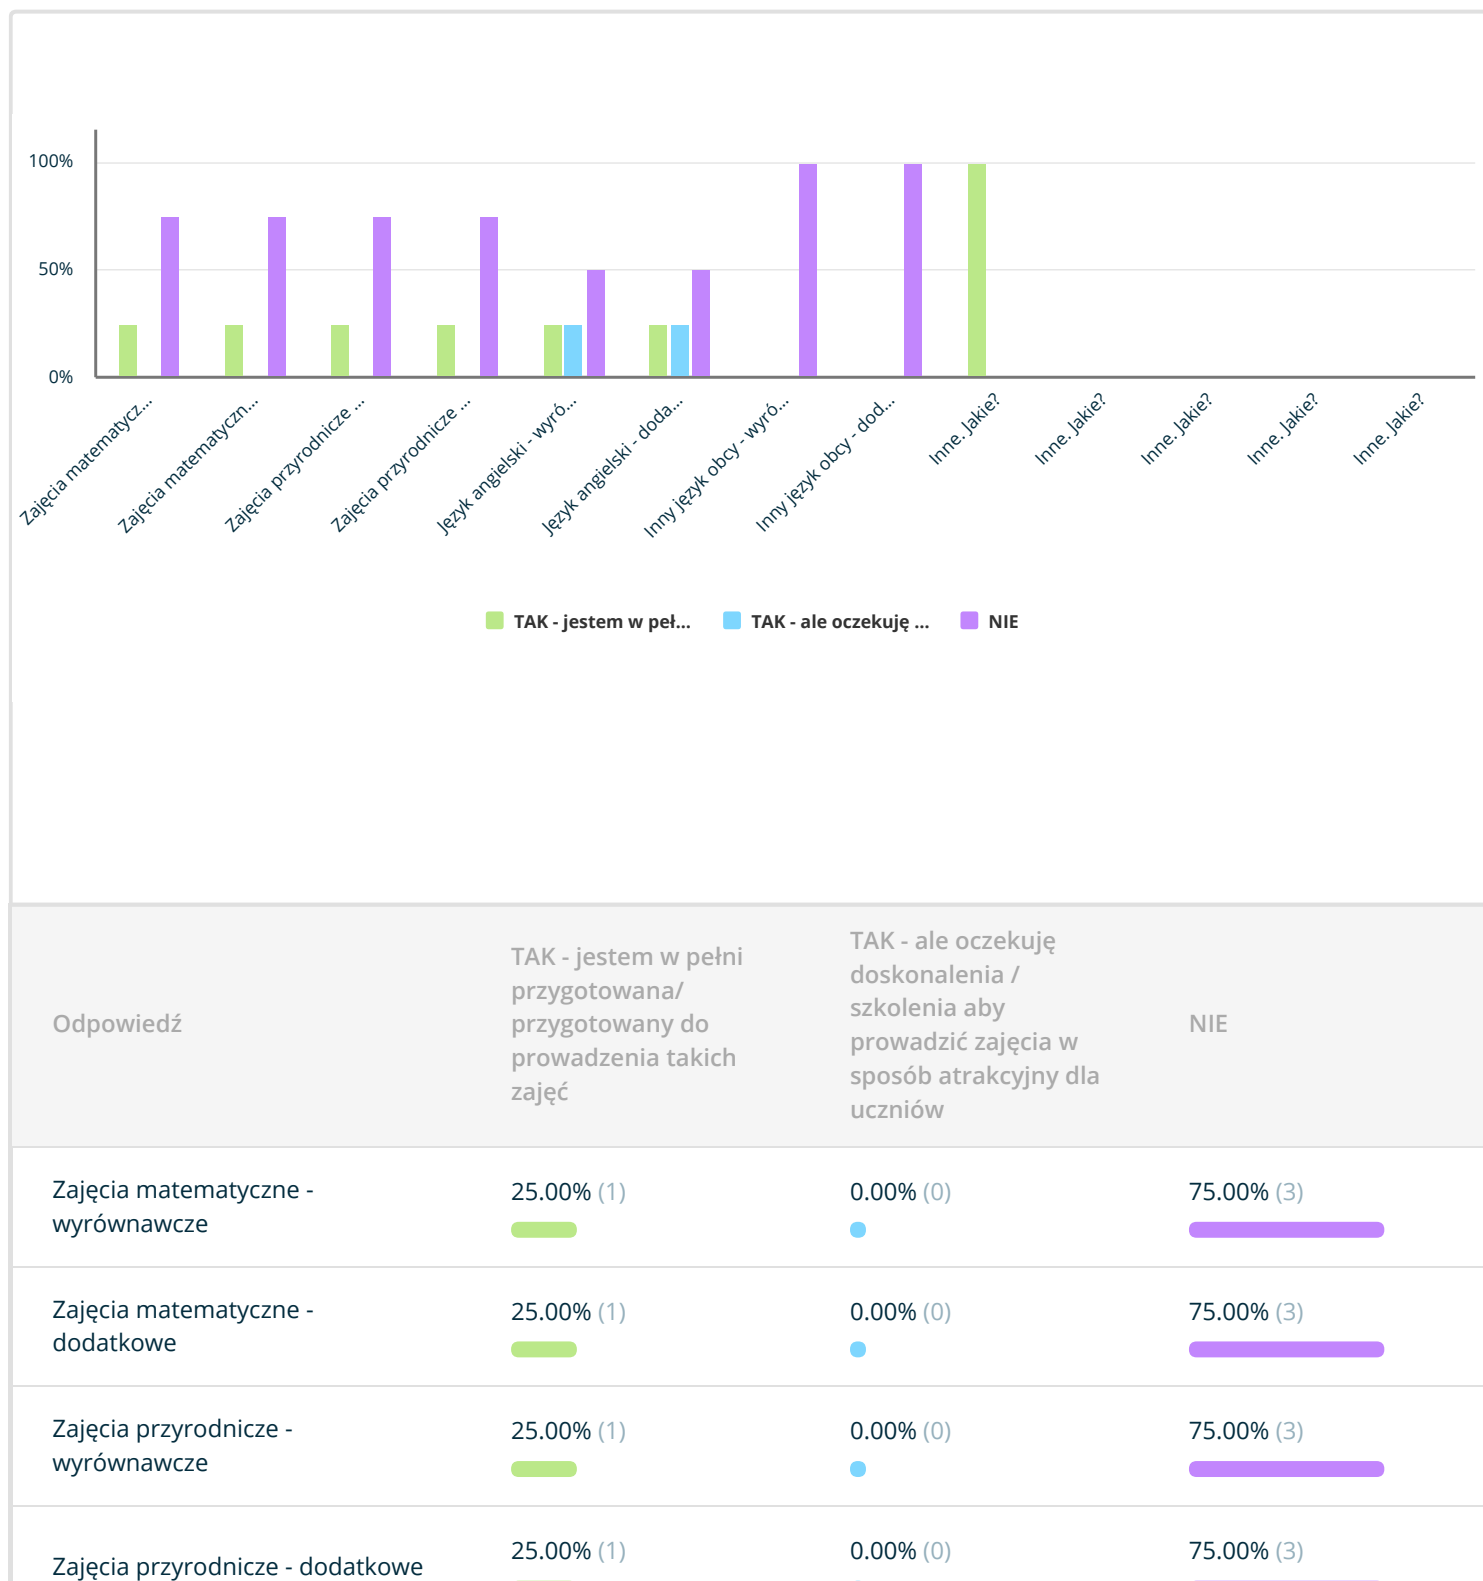 100%
50%
0%
Zajęcia matematycz...
Zajęcia matematyczn...
Zajęcia przyrodnicze ...
Zajęcia przyrodnicze ...
Język angielski - wyró...
Język angielski - doda...
Inny język obcy - wyró...
Inny język obcy - dod...
Inne. Jakie?
Inne. Jakie?
Inne. Jakie?
Inne. Jakie?
Inne. Jakie?
TAK - jestem w peł... TAK - ale oczekuję ... NIE
Odpowiedź
TAK - jestem w pełni
przygotowana/
przygotowany do
prowadzenia takich
zajęć
TAK - ale oczekuję
doskonalenia /
szkolenia aby
prowadzić zajęcia w
sposób atrakcyjny dla
uczniów
NIE
Zajęcia matematyczne -
wyrównawcze
25.00% (1) 0.00% (0) 75.00% (3)
Zajęcia matematyczne -
dodatkowe
25.00% (1) 0.00% (0) 75.00% (3)
Zajęcia przyrodnicze -
wyrównawcze
25.00% (1) 0.00% (0) 75.00% (3)
Zajęcia przyrodnicze - dodatkowe
25.00% (1) 0.00% (0) 75.00% (3)